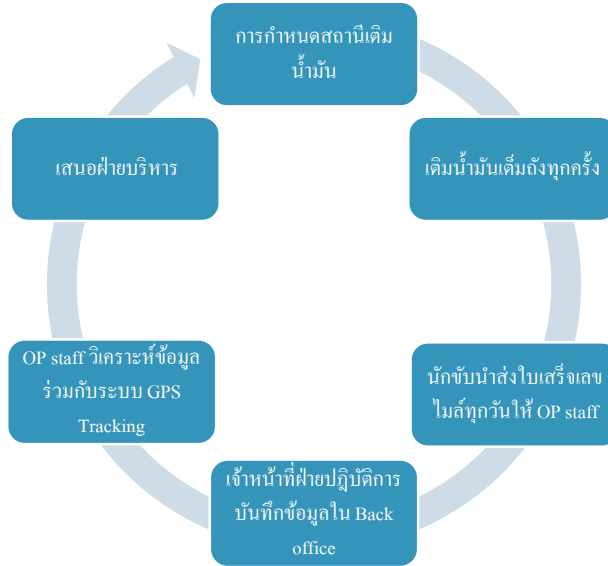 การกำหนดสถานีเติม
น้ำมัน
เติมน้ำมันเต็มถังทุกครั้ง
นักขับนำส่งใบเสร็จเลข
ไมล์ทุกวันให้ OP staff
เจ้าหน้าที่ฝ่ายปฎิบัติการ
บันทึกข้อมูลใน Back
office
OP staff วิเคราะห์ข้อมูล
ร่วมกับระบบ GPS
Tracking
เสนอฝ่ายบริหาร